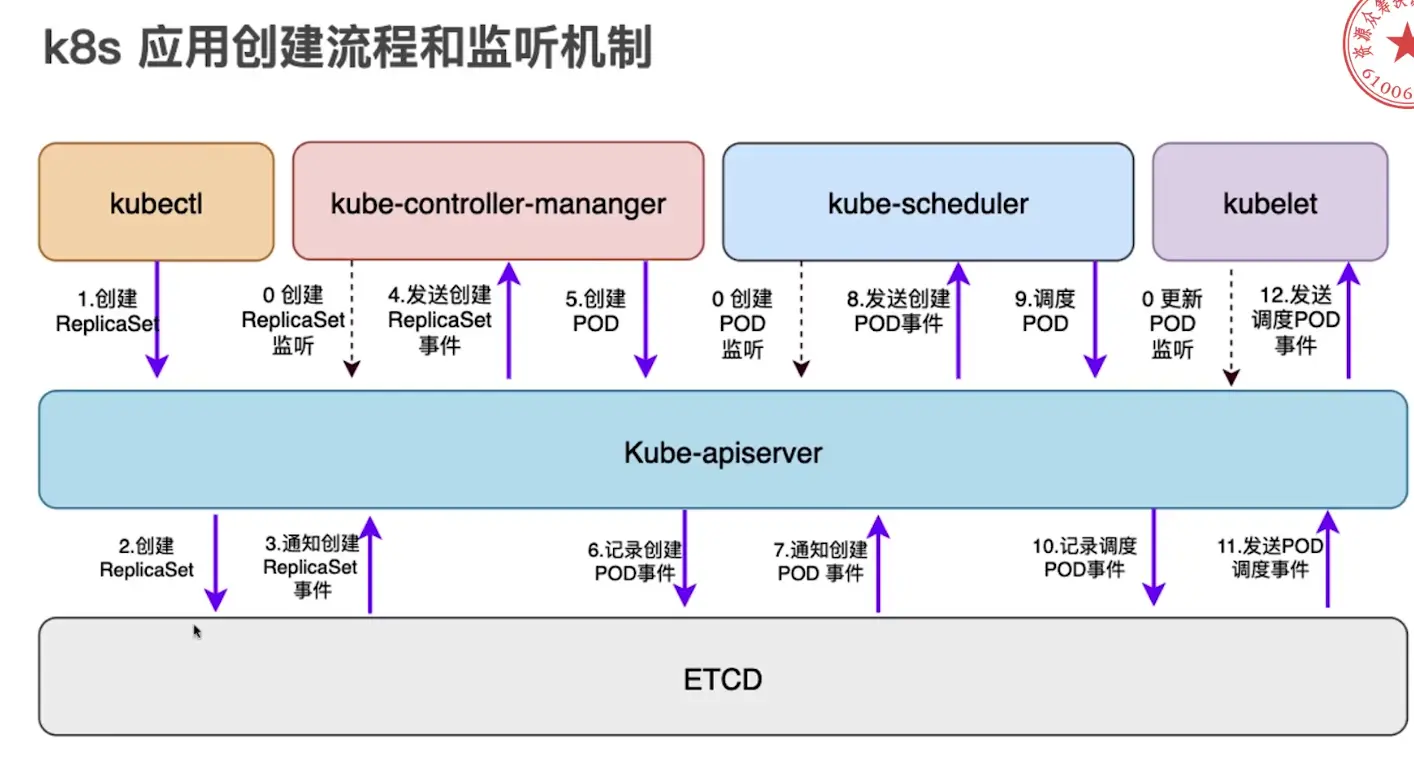 k8s 应用创建流程和监听机制
资源众筹
61006
kubectl
kube-controller-mananger
kube-scheduler
kubelet
1.创建
ReplicaSet
0 创建
ReplicaSet
监听
4.发送创建
ReplicaSet
事件
5.创建
POD
0 创建
POD
监听
8.发送创建
POD事件
9.调度
POD
0 更新
POD
监听
12.发送
调度POD
事件
Kube-apiserver
2.创建
ReplicaSet
3.通知创建
ReplicaSet
事件
6.记录创建
POD事件
7.通知创建
POD 事件
10.记录调度
POD事件
11.发送POD
调度事件
ETCD